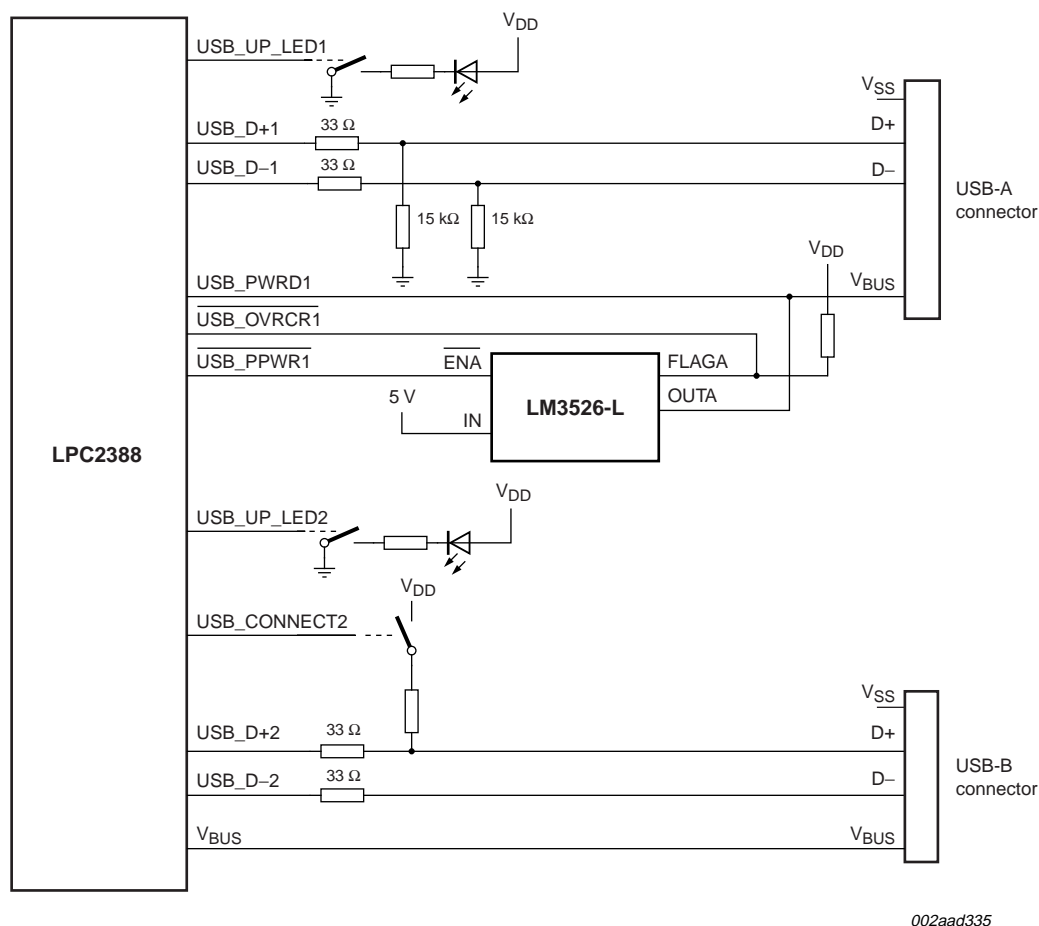 VDD
USB_UP_LED1
VSS
USB_D+1
33 Ω
D+
USB_D−1
33 Ω
D−
USB-A
connector
15 kΩ
15 kΩ
VDD
USB_PWRD1
VBUS
USB_OVRCR1
USB_PPWR1
ENA
FLAGA
5 V
IN
LM3526-L
OUTA
LPC2388
VDD
USB_UP_LED2
VDD
USB_CONNECT2
VSS
USB_D+2
33 Ω
D+
USB_D−2
33 Ω
D−
USB-B
connector
VBUS
VBUS
002aad335